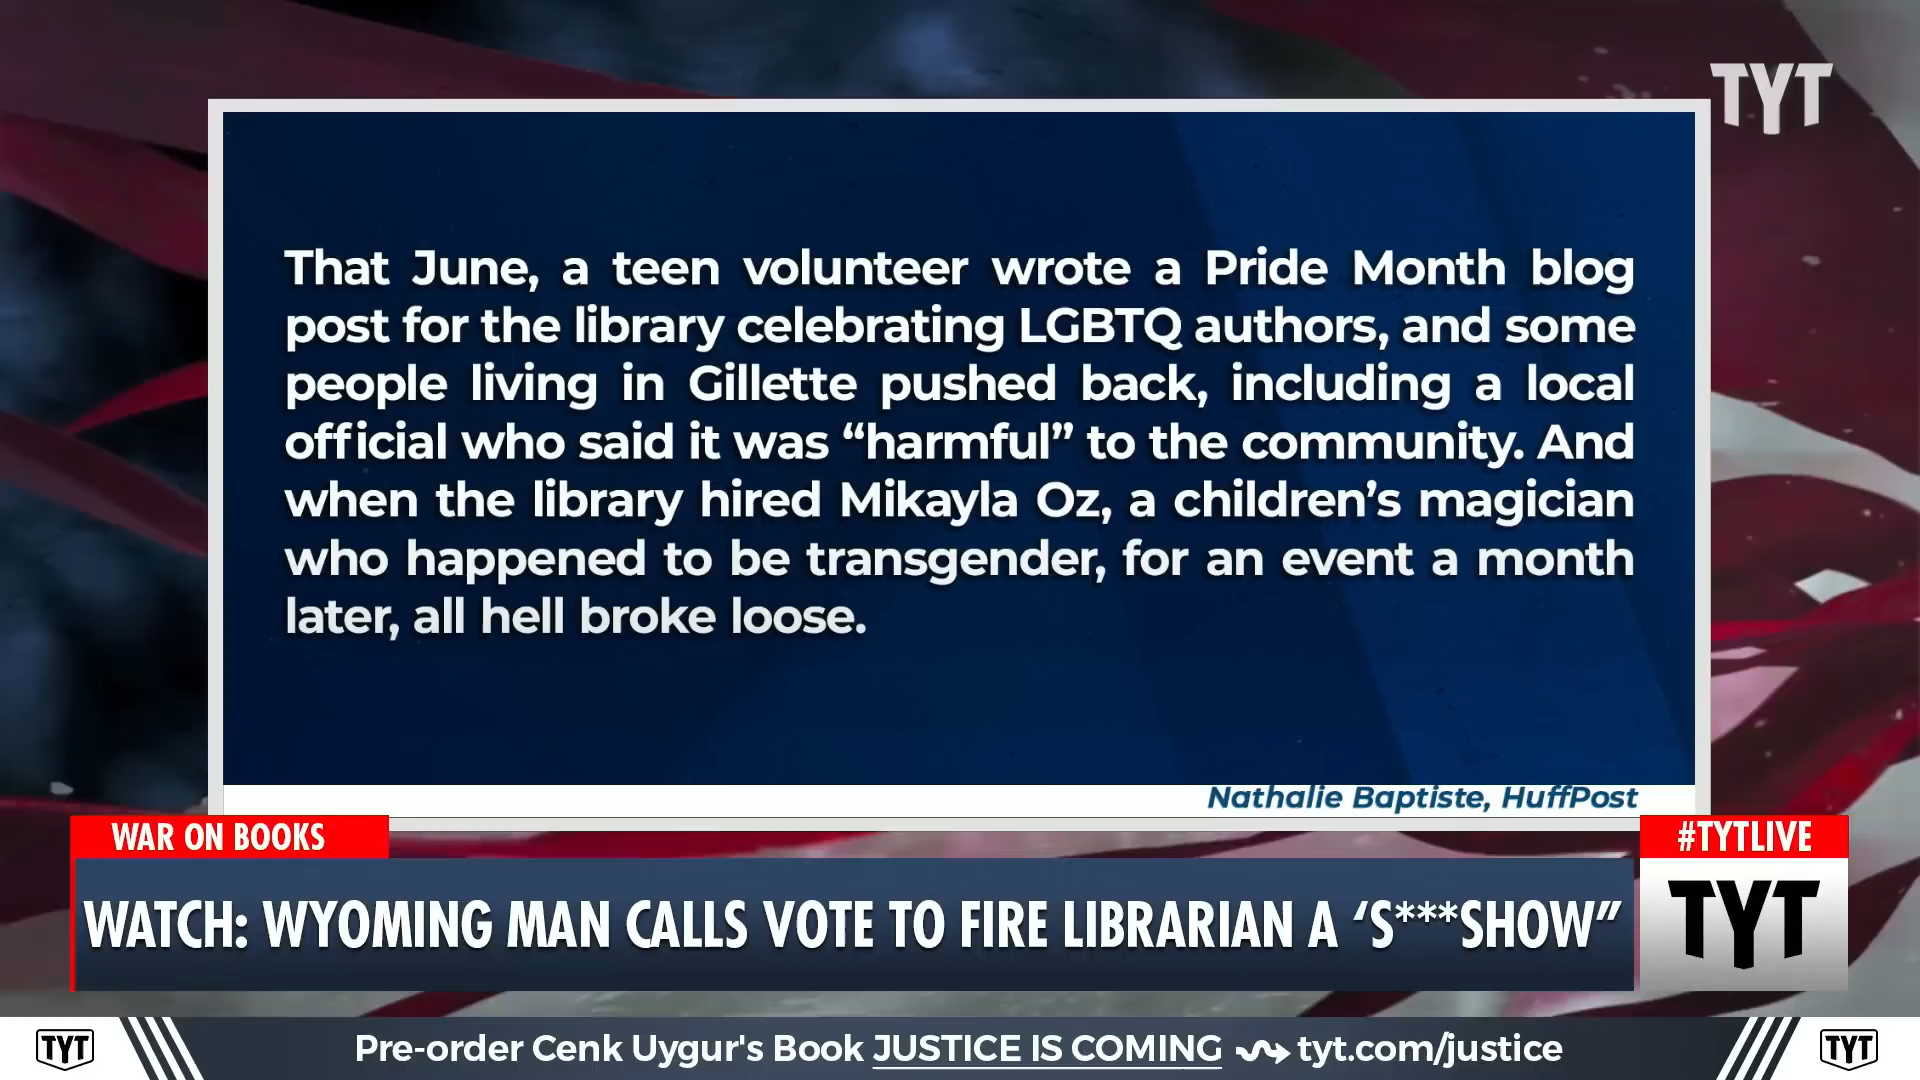 TYT
That June, a teen volunteer wrote a Pride Month blog
post for the library celebrating LGBTQ authors, and some
people living in Gillette pushed back, including a local
official who said it was “harmful” to the community. And
when the library hired Mikayla Oz, a children’s magician
who happened to be transgender, for an event a month
later, all hell broke loose.
Nathalie Baptiste, HuffPost
WAR ON BOOKS
#TYTLIVE
WATCH: WYOMING MAN CALLS VOTE TO FIRE LIBRARIAN A ‘S***SHOW”
TYT
TYT
Pre-order Cenk Uygur's Book JUSTICE IS COMING tyt.com/justice
TYT